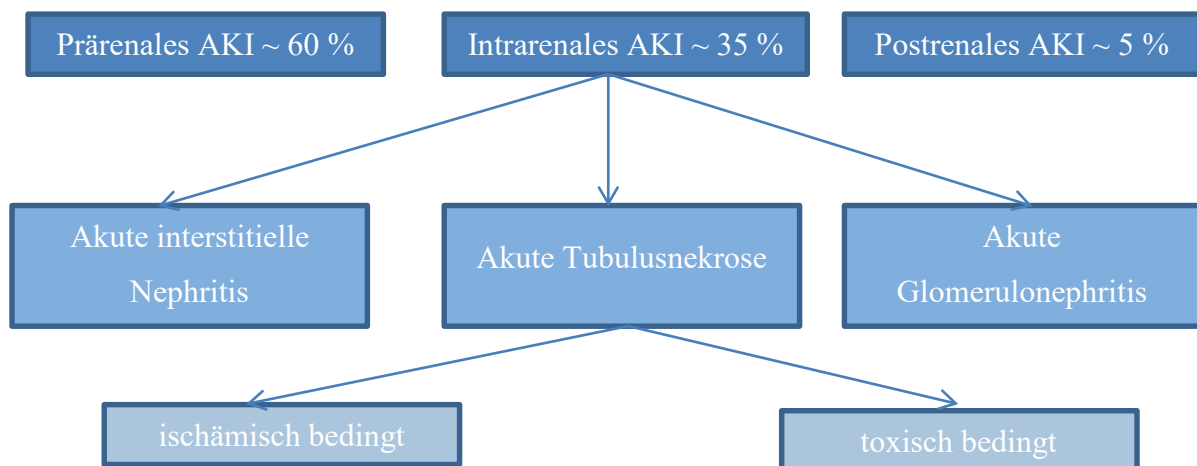 Prärenales AKI ~ 60 %
Intrarenales AKI ~ 35 %
Postrenales AKI ~ 5 %
Akute interstitielle
Nephritis
Akute Tubulusnekrose
Akute
Glomerulonephritis
ischämisch bedingt
toxisch bedingt